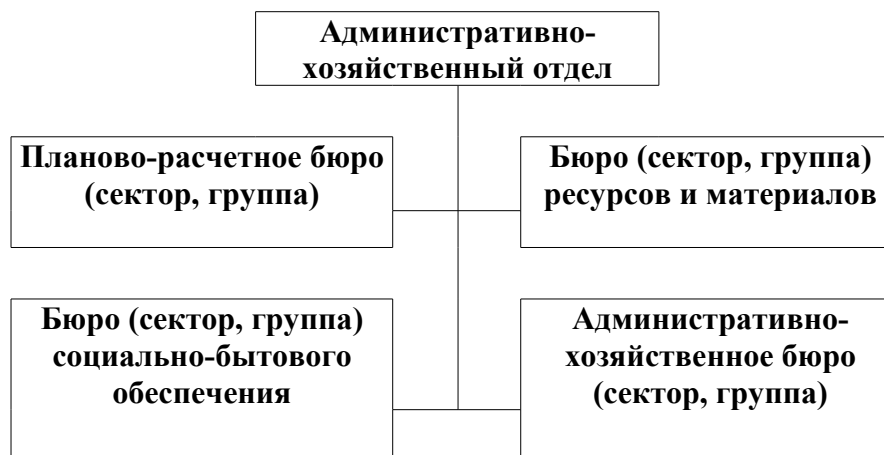 Административно-
хозяйственный отдел
Планово-расчетное бюро
(сектор, группа)
Бюро (сектор, группа)
ресурсов и материалов
Бюро (сектор, группа)
социально-бытового
обеспечения
Административно-
хозяйственное бюро
(сектор, группа)